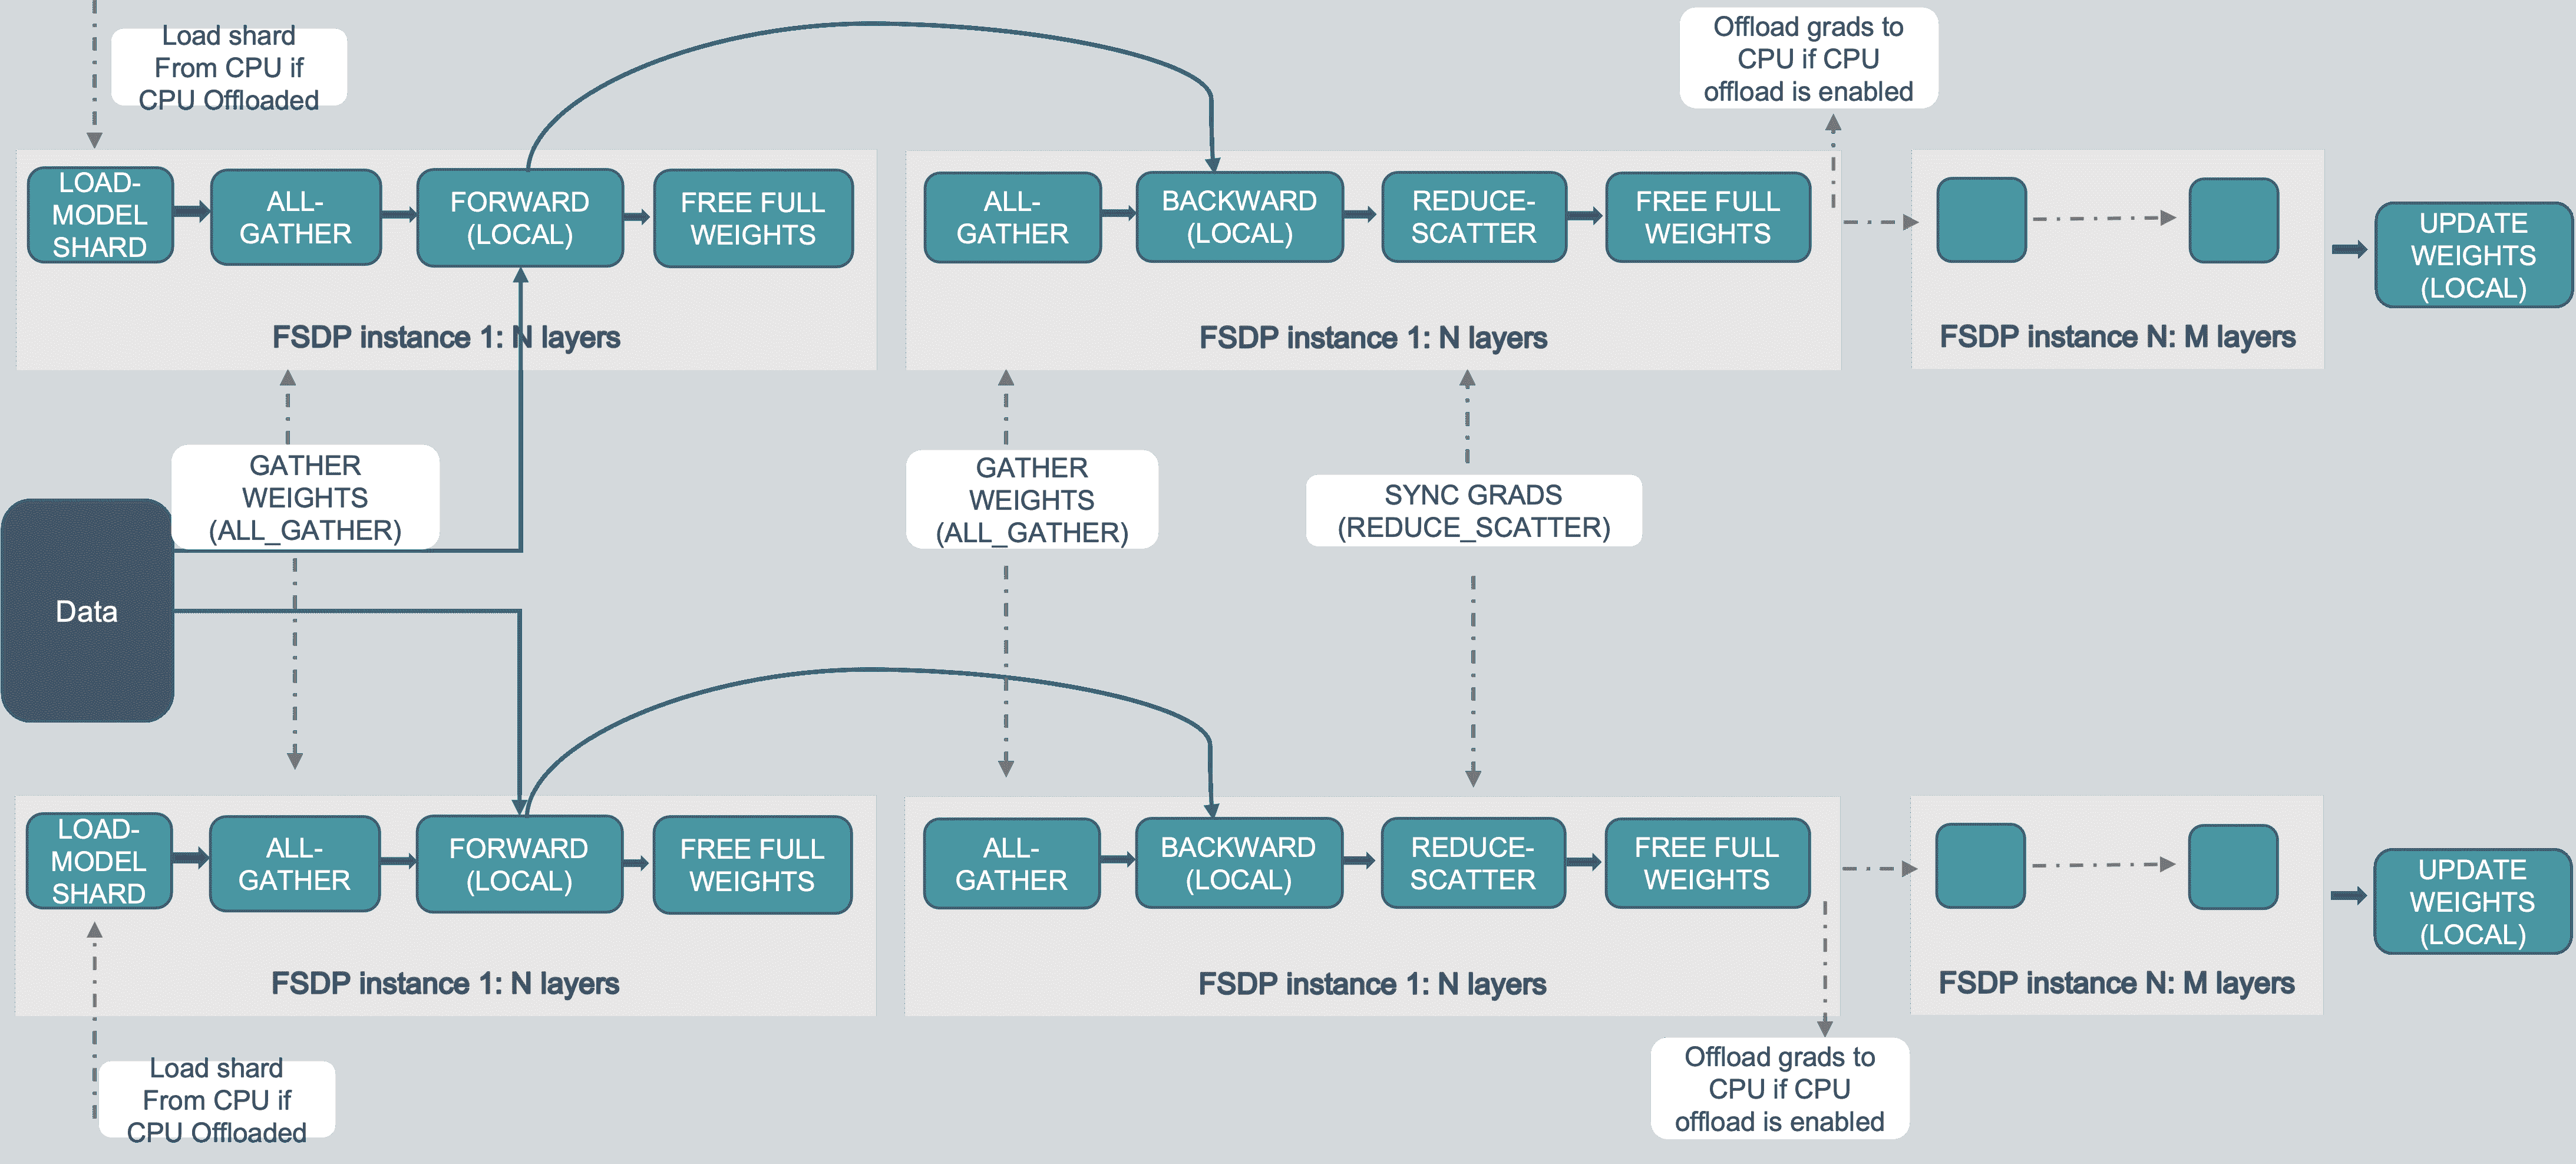 Load shard
From CPU if
CPU Offloaded
Offload grads to
CPU if CPU
offload is enabled
LOAD-
MODEL
SHARD
ALL-
GATHER
FORWARD
(LOCAL)
FREE FULL
WEIGHTS
FSDP instance 1: N layers
ALL-
GATHER
BACKWARD
(LOCAL)
REDUCE-
SCATTER
FREE FULL
WEIGHTS
FSDP instance 1: N layers
FSDP instance N: M layers
UPDATE
WEIGHTS
(LOCAL)
GATHER
WEIGHTS
(ALL_GATHER)
GATHER
WEIGHTS
(ALL_GATHER)
SYNC GRADS
(REDUCE_SCATTER)
Data
LOAD-
MODEL
SHARD
ALL-
GATHER
FORWARD
(LOCAL)
FREE FULL
WEIGHTS
FSDP instance 1: N layers
ALL-
GATHER
BACKWARD
(LOCAL)
REDUCE-
SCATTER
FREE FULL
WEIGHTS
FSDP instance 1: N layers
FSDP instance N: M layers
UPDATE
WEIGHTS
(LOCAL)
Load shard
From CPU if
CPU Offloaded
Offload grads to
CPU if CPU
offload is enabled